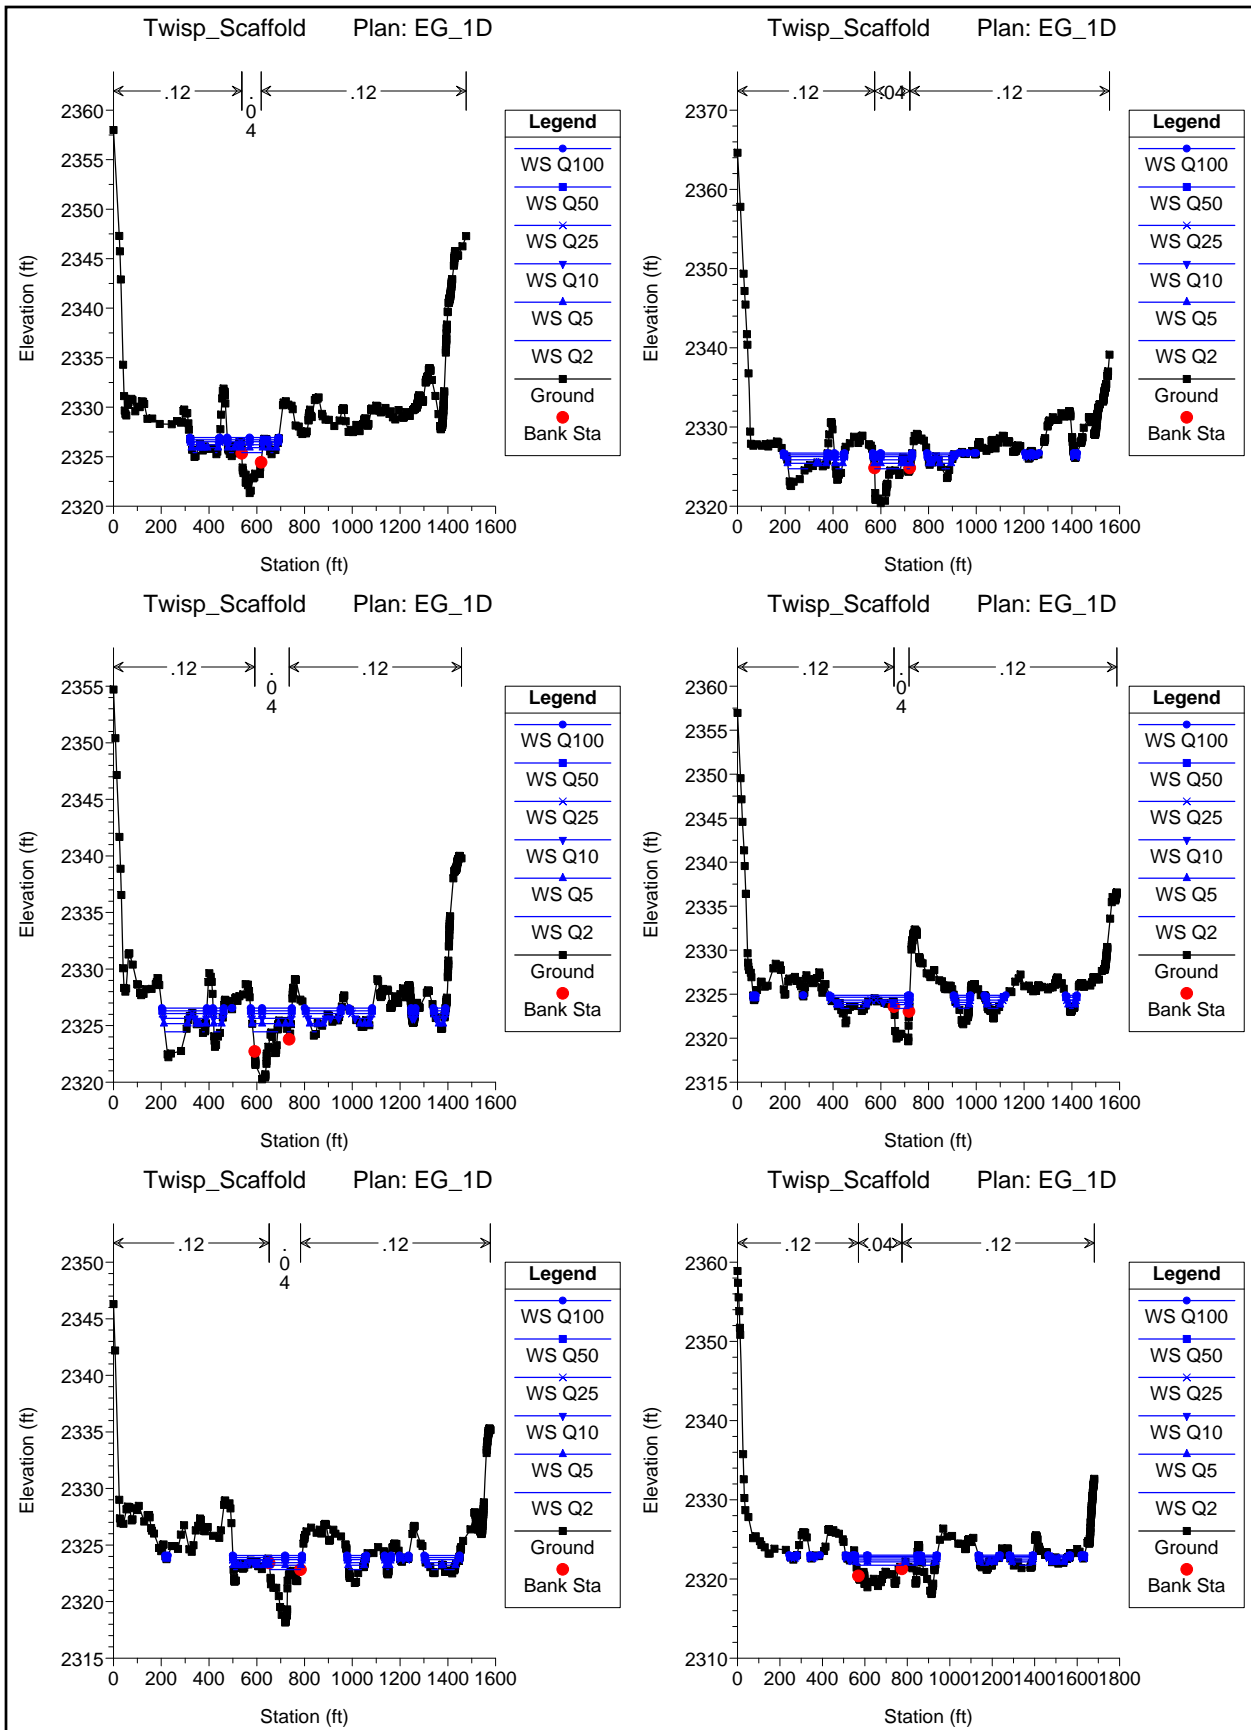 Twisp_Scaffold Plan: EG_1D
.12 .04 .12
2360
2355
2350
2345
2340
2335
2330
2325
2320
0 200 400 600 800 1000 1200 1400 1600
Elevation (ft)
Station (ft)
Legend
WS Q100
WS Q50
WS Q25
WS Q10
WS Q5
WS Q2
Ground
Bank Sta
Twisp_Scaffold Plan: EG_1D
.12 .04 .12
2370
2360
2350
2340
2330
2320
0 200 400 600 800 1000 1200 1400 1600
Elevation (ft)
Station (ft)
Legend
WS Q100
WS Q50
WS Q25
WS Q10
WS Q5
WS Q2
Ground
Bank Sta
Twisp_Scaffold Plan: EG_1D
.12 .04 .12
2355
2350
2345
2340
2335
2330
2325
2320
0 200 400 600 800 1000 1200 1400 1600
Elevation (ft)
Station (ft)
Legend
WS Q100
WS Q50
WS Q25
WS Q10
WS Q5
WS Q2
Ground
Bank Sta
Twisp_Scaffold Plan: EG_1D
.12 .04 .12
2360
2355
2350
2345
2340
2335
2330
2325
2320
2315
0 200 400 600 800 1000 1200 1400 1600
Elevation (ft)
Station (ft)
Legend
WS Q100
WS Q50
WS Q25
WS Q10
WS Q5
WS Q2
Ground
Bank Sta
Twisp_Scaffold Plan: EG_1D
.12 .04 .12
2350
2345
2340
2335
2330
2325
2320
2315
0 200 400 600 800 1000 1200 1400 1600
Elevation (ft)
Station (ft)
Legend
WS Q100
WS Q50
WS Q25
WS Q10
WS Q5
WS Q2
Ground
Bank Sta
Twisp_Scaffold Plan: EG_1D
.12 .04 .12
2360
2350
2340
2330
2320
2310
0 200 400 600 800 1000 1200 1400 1600 1800
Elevation (ft)
Station (ft)
Legend
WS Q100
WS Q50
WS Q25
WS Q10
WS Q5
WS Q2
Ground
Bank Sta